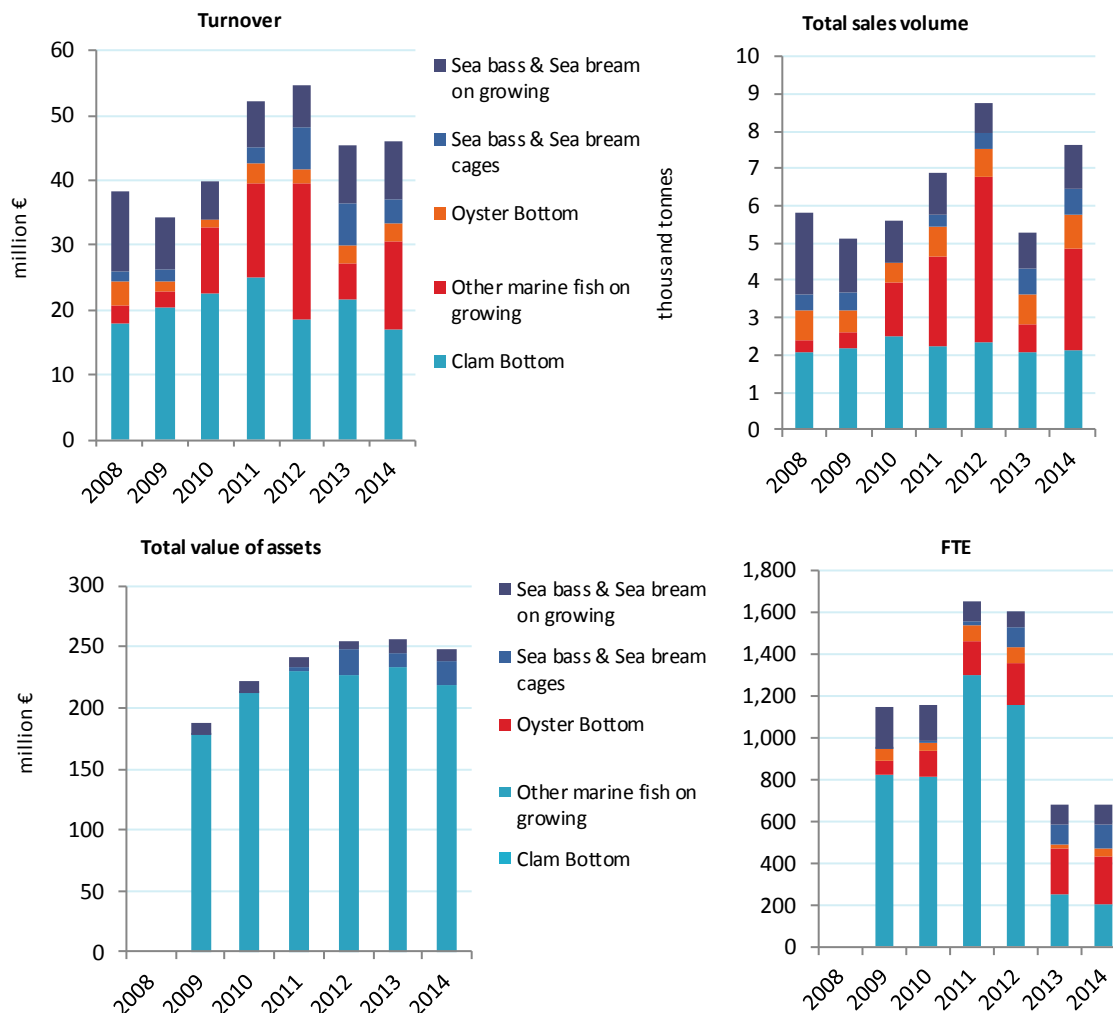 Turnover
million €
60
50
40
30
20
10
0
2008
2009
2010
2011
2012
2013
2014
Sea bass & Sea bream
on growing
Sea bass & Sea bream
cages
Oyster Bottom
Other marine fish on
growing
Clam Bottom
Total sales volume
thousand tonnes
10
9
8
7
6
5
4
3
2
1
0
2008
2009
2010
2011
2012
2013
2014
Total value of assets
million €
300
250
200
150
100
50
0
2008
2009
2010
2011
2012
2013
2014
Sea bass & Sea bream
on growing
Sea bass & Sea bream
cages
Oyster Bottom
Other marine fish on
growing
Clam Bottom
FTE
1,800
1,600
1,400
1,200
1,000
800
600
400
200
0
2008
2009
2010
2011
2012
2013
2014